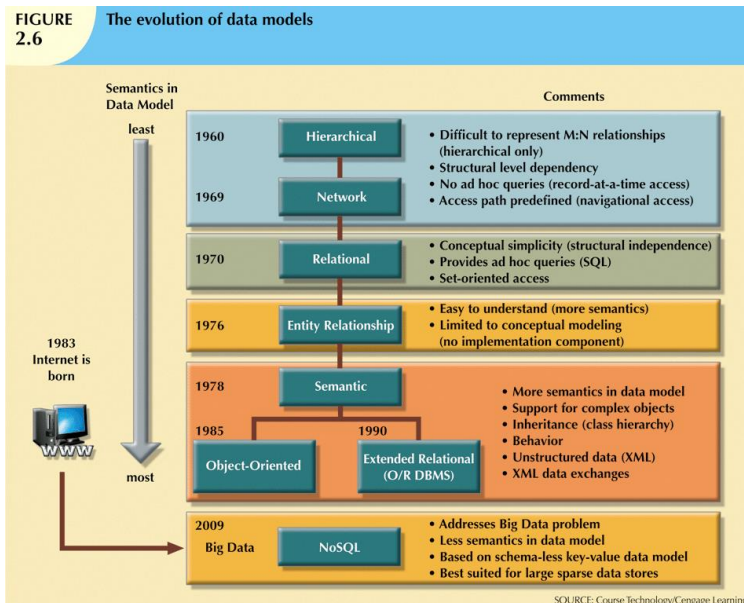 FIGURE
2.6
The evolution of data models
Semantics in
Data Model
least
Comments
1960
Hierarchical
1969
Network
• Difficult to represent M:N relationships
(hierarchical only)
• Structural level dependency
• No ad hoc queries (record-at-a-time access)
• Access path predefined (navigational access)
1970
Relational
• Conceptual simplicity (structural independence)
• Provides ad hoc queries (SQL)
• Set-oriented access
1976
Entity Relationship
• Easy to understand (more semantics)
• Limited to conceptual modeling
(no implementation component)
1983
Internet is
born
WWW
1978
Semantic
1985
Object-Oriented
1990
Extended Relational
(O/R DBMS)
• More semantics in data model
• Support for complex objects
• Inheritance (class hierarchy)
• Behavior
• Unstructured data (XML)
• XML data exchanges
most
2009
Big Data
NoSQL
• Addresses Big Data problem
• Less semantics in data model
• Based on schema-less key-value data model
• Best suited for large sparse data stores
SOURCE: Course Technology/Cengage Learning